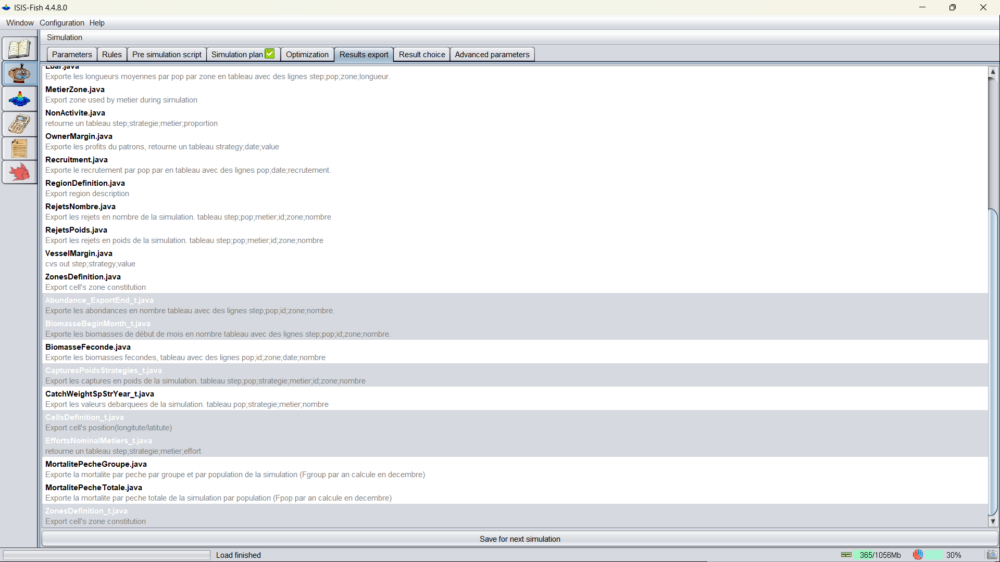 ISIS-Fish 4.4.8.0
Window Configuration Help
Simulation
Parameters Rules Pre simulation script Simulation plan Optimization Results export Result choice Advanced parameters
Lbar.java
Exporte les longueurs moyennes par pop par zone en tableau avec des lignes step;pop;zone;longueur.
MetierZone.java
Export zone used by metier during simulation
NonActivite.java
retourne un tableau step;strategie;metier;proportion
OwnerMargin.java
Exporte les profits du patrons, retourne un tableau strategy;date;value
Recruitment.java
Exporte le recrutement par pop par en tableau avec des lignes pop;date;recrutement.
RegionDefinition.java
Export region description
RejetsNombre.java
Export les rejets en nombre de la simulation. tableau step;pop;metier;id;zone;nombre
RejetsPoids.java
Export les rejets en poids de la simulation. tableau step;pop;metier;id;zone;nombre
VesselMargin.java
cvs out step;strategy;value
ZonesDefinition.java
Export cell's zone constitution
Abundance_ExportEnd_t.java
Exporte les abondances en nombre tableau avec des lignes step;pop;id;zone;nombre.
BiomasseBeginMonth_t.java
Exporte les biomasses de début de mois en nombre tableau avec des lignes step;pop;id;zone;nombre.
BiomasseFeconde.java
Exporte les biomasses fecondes, tableau avec des lignes pop;id;zone;date;nombre
CapturesPoidsStrategies_t.java
Export les captures en poids de la simulation. tableau step;pop;strategie;metier;id;zone;nombre
CatchWeightSpStrYear_t.java
Export les valeurs debarquees de la simulation. tableau pop;strategie;metier;nombre
CellsDefinition_t.java
Export cell's position(longitute/latitute)
EffortsNominalMetiers_t.java
retourne un tableau step;strategie;metier;effort
MortalitePecheGroupe.java
Exporte la mortalite par peche par groupe et par population de la simulation (Fgroup par an calcule en decembre)
MortalitePecheTotale.java
Exporte la mortalite par peche totale de la simulation par population (Fpop par an calcule en decembre)
ZonesDefinition_t.java
Export cell's zone constitution
Save for next simulation
Load finished 365/1056Mb 30%